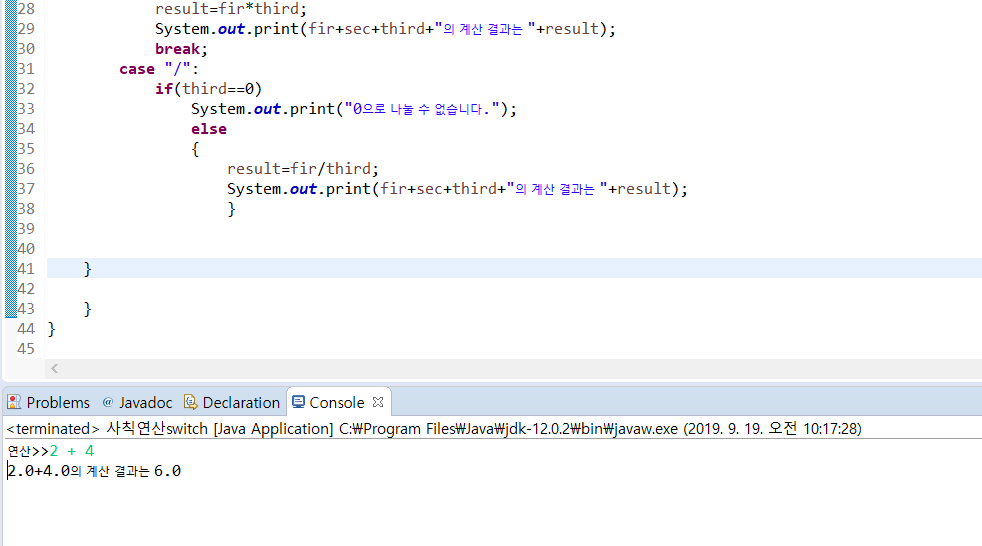 28 result=fir*third;
29 System.out.print(fir+sec+third+"의 계산 결과는 "+result);
30 break;
31 case "/":
32 if(third==0)
33 System.out.print("0으로 나눌 수 없습니다.");
34 else
35 {
36 result=fir/third;
37 System.out.print(fir+sec+third+"의 계산 결과는 "+result);
38 }
39
40
41 }
42
43 }
44 }
45
Problems @ Javadoc Declaration Console
<terminated> 사칙연산switch [Java Application] C:₩Program Files₩Java₩jdk-12.0.2₩bin₩javaw.exe (2019. 9. 19. 오전 10:17:28)
연산>>2 + 4
2.0+4.0의 계산 결과는 6.0